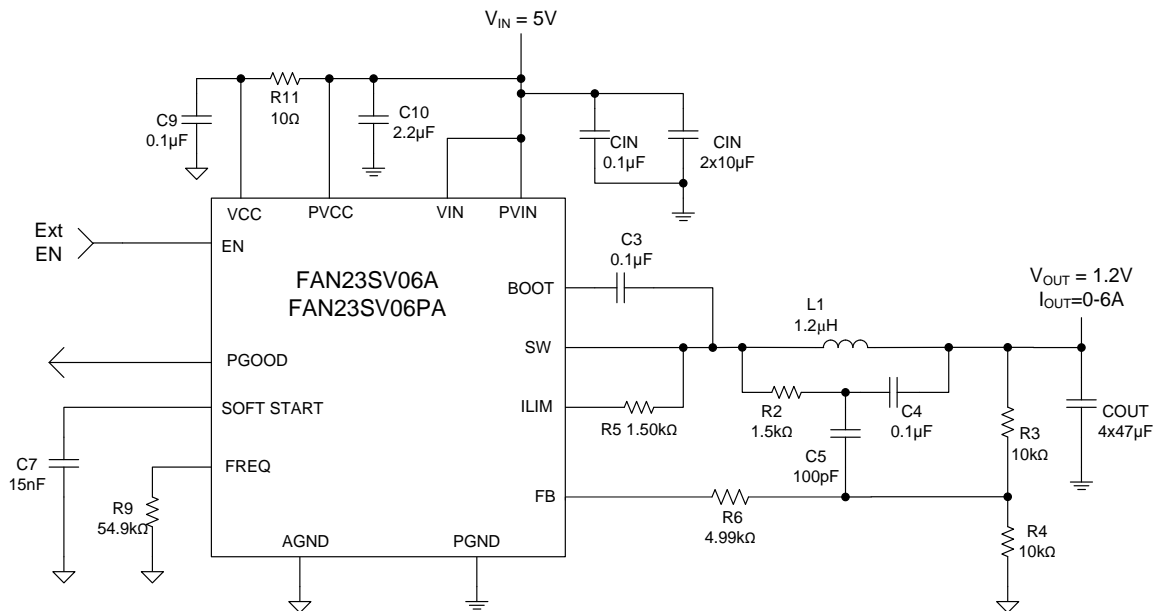 VIN = 5V
R11
10Ω
C9
0.1µF
C10
2.2µF
CIN
0.1µF
CIN
2x10µF
VCC
PVCC
VIN
PVIN
Ext
EN
EN
FAN23SV06A
FAN23SV06PA
BOOT
C3
0.1µF
VOUT = 1.2V
IOUT=0-6A
L1
1.2µH
SW
PGOOD
ILIM
R5 1.50kΩ
R2
1.5kΩ
C4
0.1µF
SOFT START
C7
15nF
C5
100pF
R3
10kΩ
COUT
4x47µF
FREQ
R9
54.9kΩ
FB
R6
4.99kΩ
R4
10kΩ
AGND
PGND